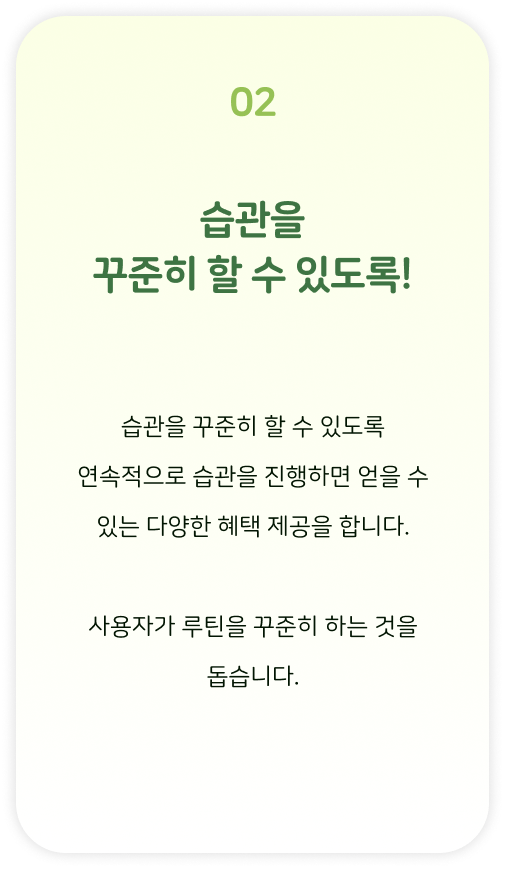 02
습관을
꾸준히 할 수 있도록!
습관을 꾸준히 할 수 있도록
연속적으로 습관을 진행하면 얻을 수
있는 다양한 혜택 제공을 합니다.
사용자가 루틴을 꾸준히 하는 것을
돕습니다.